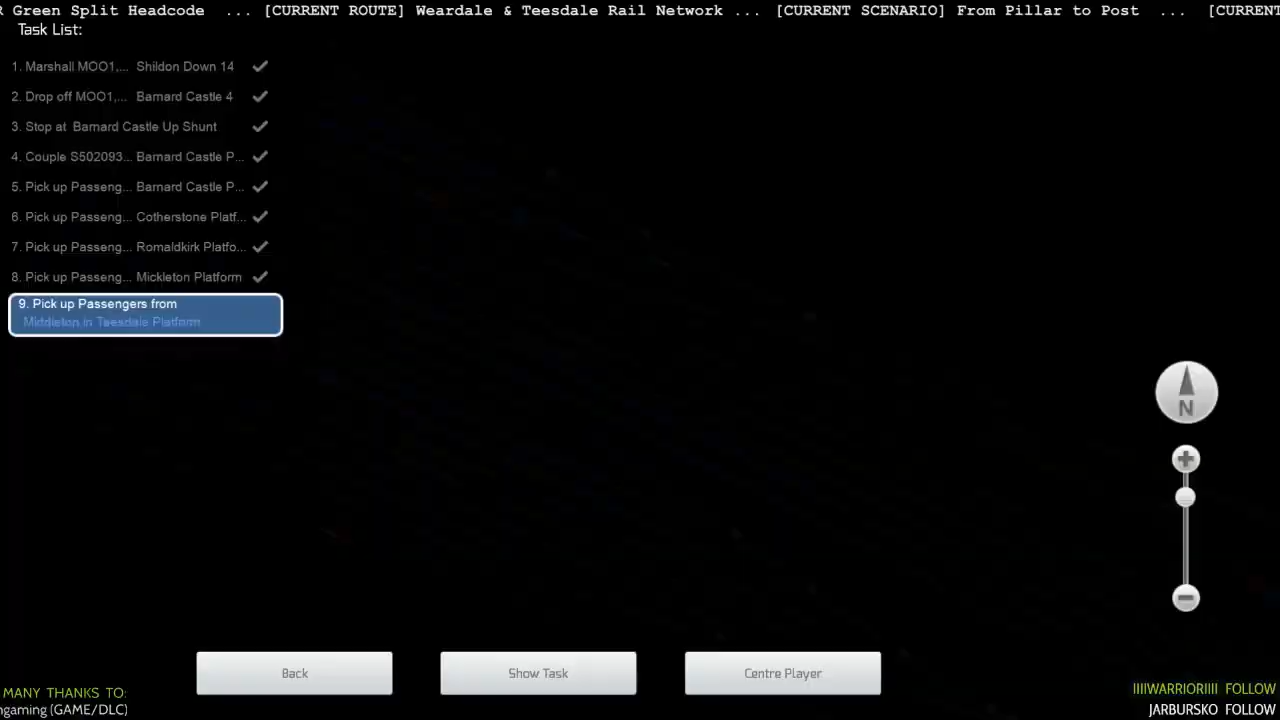 R Green Split Headcode ... [CURRENT ROUTE] Weardale & Teesdale Rail Network ... [CURRENT SCENARIO] From Pillar to Post ... [CURRENT
Task List:
1. Marshall MOO1,... Shildon Down 14
2. Drop off MOO1,... Barnard Castle 4
3. Stop at Barnard Castle Up Shunt
4. Couple S502093... Barnard Castle P...
5. Pick up Passeng... Barnard Castle P...
6. Pick up Passeng... Cotherstone Platf...
7. Pick up Passeng... Romaldkirk Platfo...
8. Pick up Passeng... Mickleton Platform
9. Pick up Passengers from
Middleton in Teesdale Platform
N
Back
Show Task
Centre Player
MANY THANKS TO:
ngaming (GAME/DLC)
IIIIWARRIORIIII FOLLOW
JARBURSKO FOLLOW